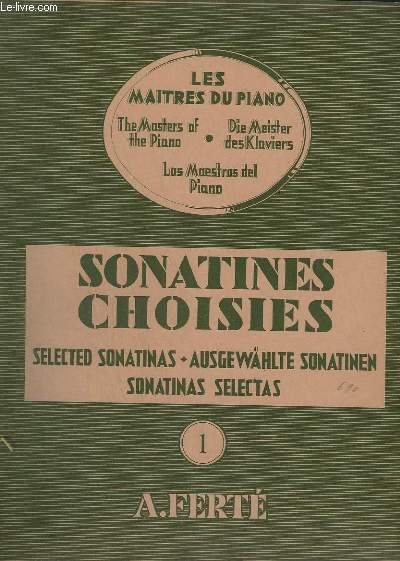 LES
MAITRES DU PIANO
The Masters of • Die Meister
the Piano des Klaviers
Los Maestros del
Piano
SONATINES
CHOISIES
SELECTED SONATINAS • AUSGEWÄHLTE SONATINEN
SONATINAS SELECTAS
1
A. FERTÉ
le-livre.com